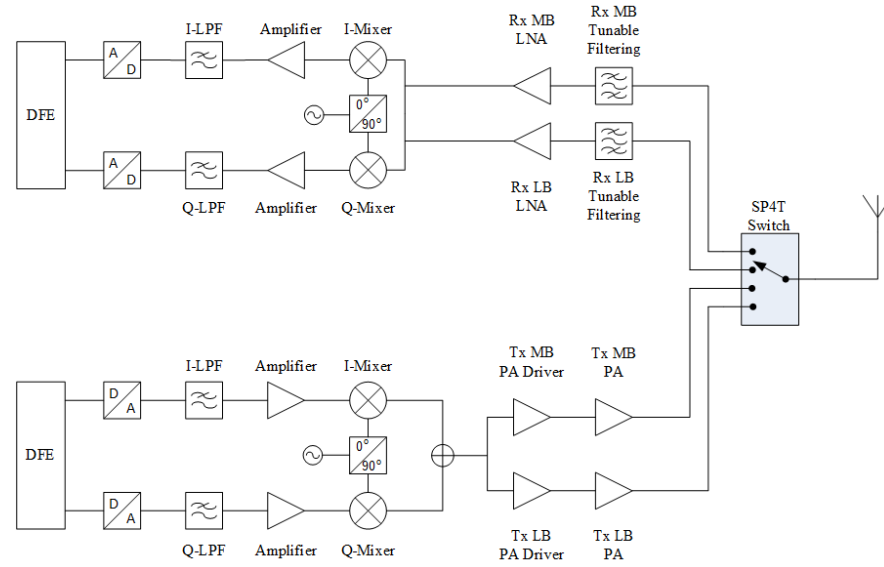 I-LPF
Amplifier
I-Mixer
Rx MB
LNA
Rx MB
Tunable
Filtering
A
D
DFE
0°
90°
A
D
Q-LPF
Amplifier
Q-Mixer
Rx LB
LNA
Rx LB
Tunable
Filtering
SP4T
Switch
I-LPF
Amplifier
I-Mixer
Tx MB
PA Driver
Tx MB
PA
D
A
DFE
0°
90°
D
A
Q-LPF
Amplifier
Q-Mixer
Tx LB
PA Driver
Tx LB
PA